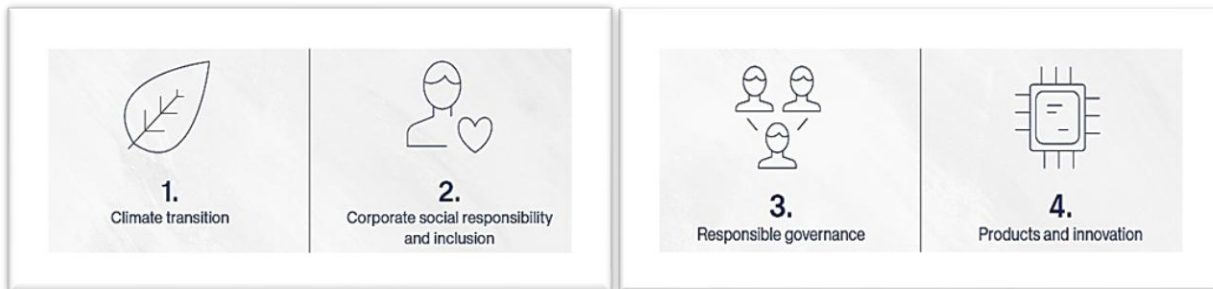 1.
Climate transition
2.
Corporate social responsibility
and inclusion
3.
Responsible governance
4.
Products and innovation